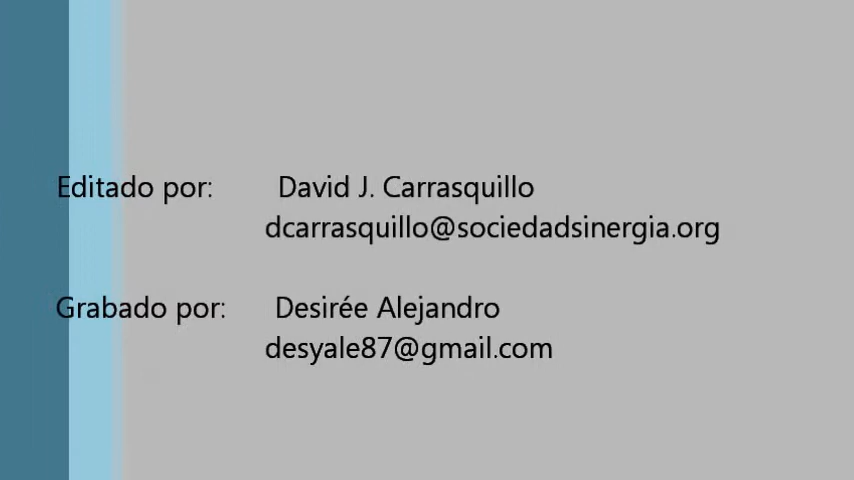 Editado por: David J. Carrasquillo
dcarrasquillo@sociedadsinergia.org
Grabado por: Desirée Alejandro
desyale87@gmail.com